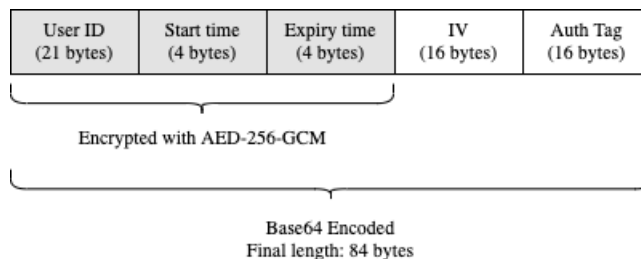 User ID
(21 bytes)
Start time
(4 bytes)
Expiry time
(4 bytes)
IV
(16 bytes)
Auth Tag
(16 bytes)
Encrypted with AED-256-GCM
Base64 Encoded
Final length: 84 bytes